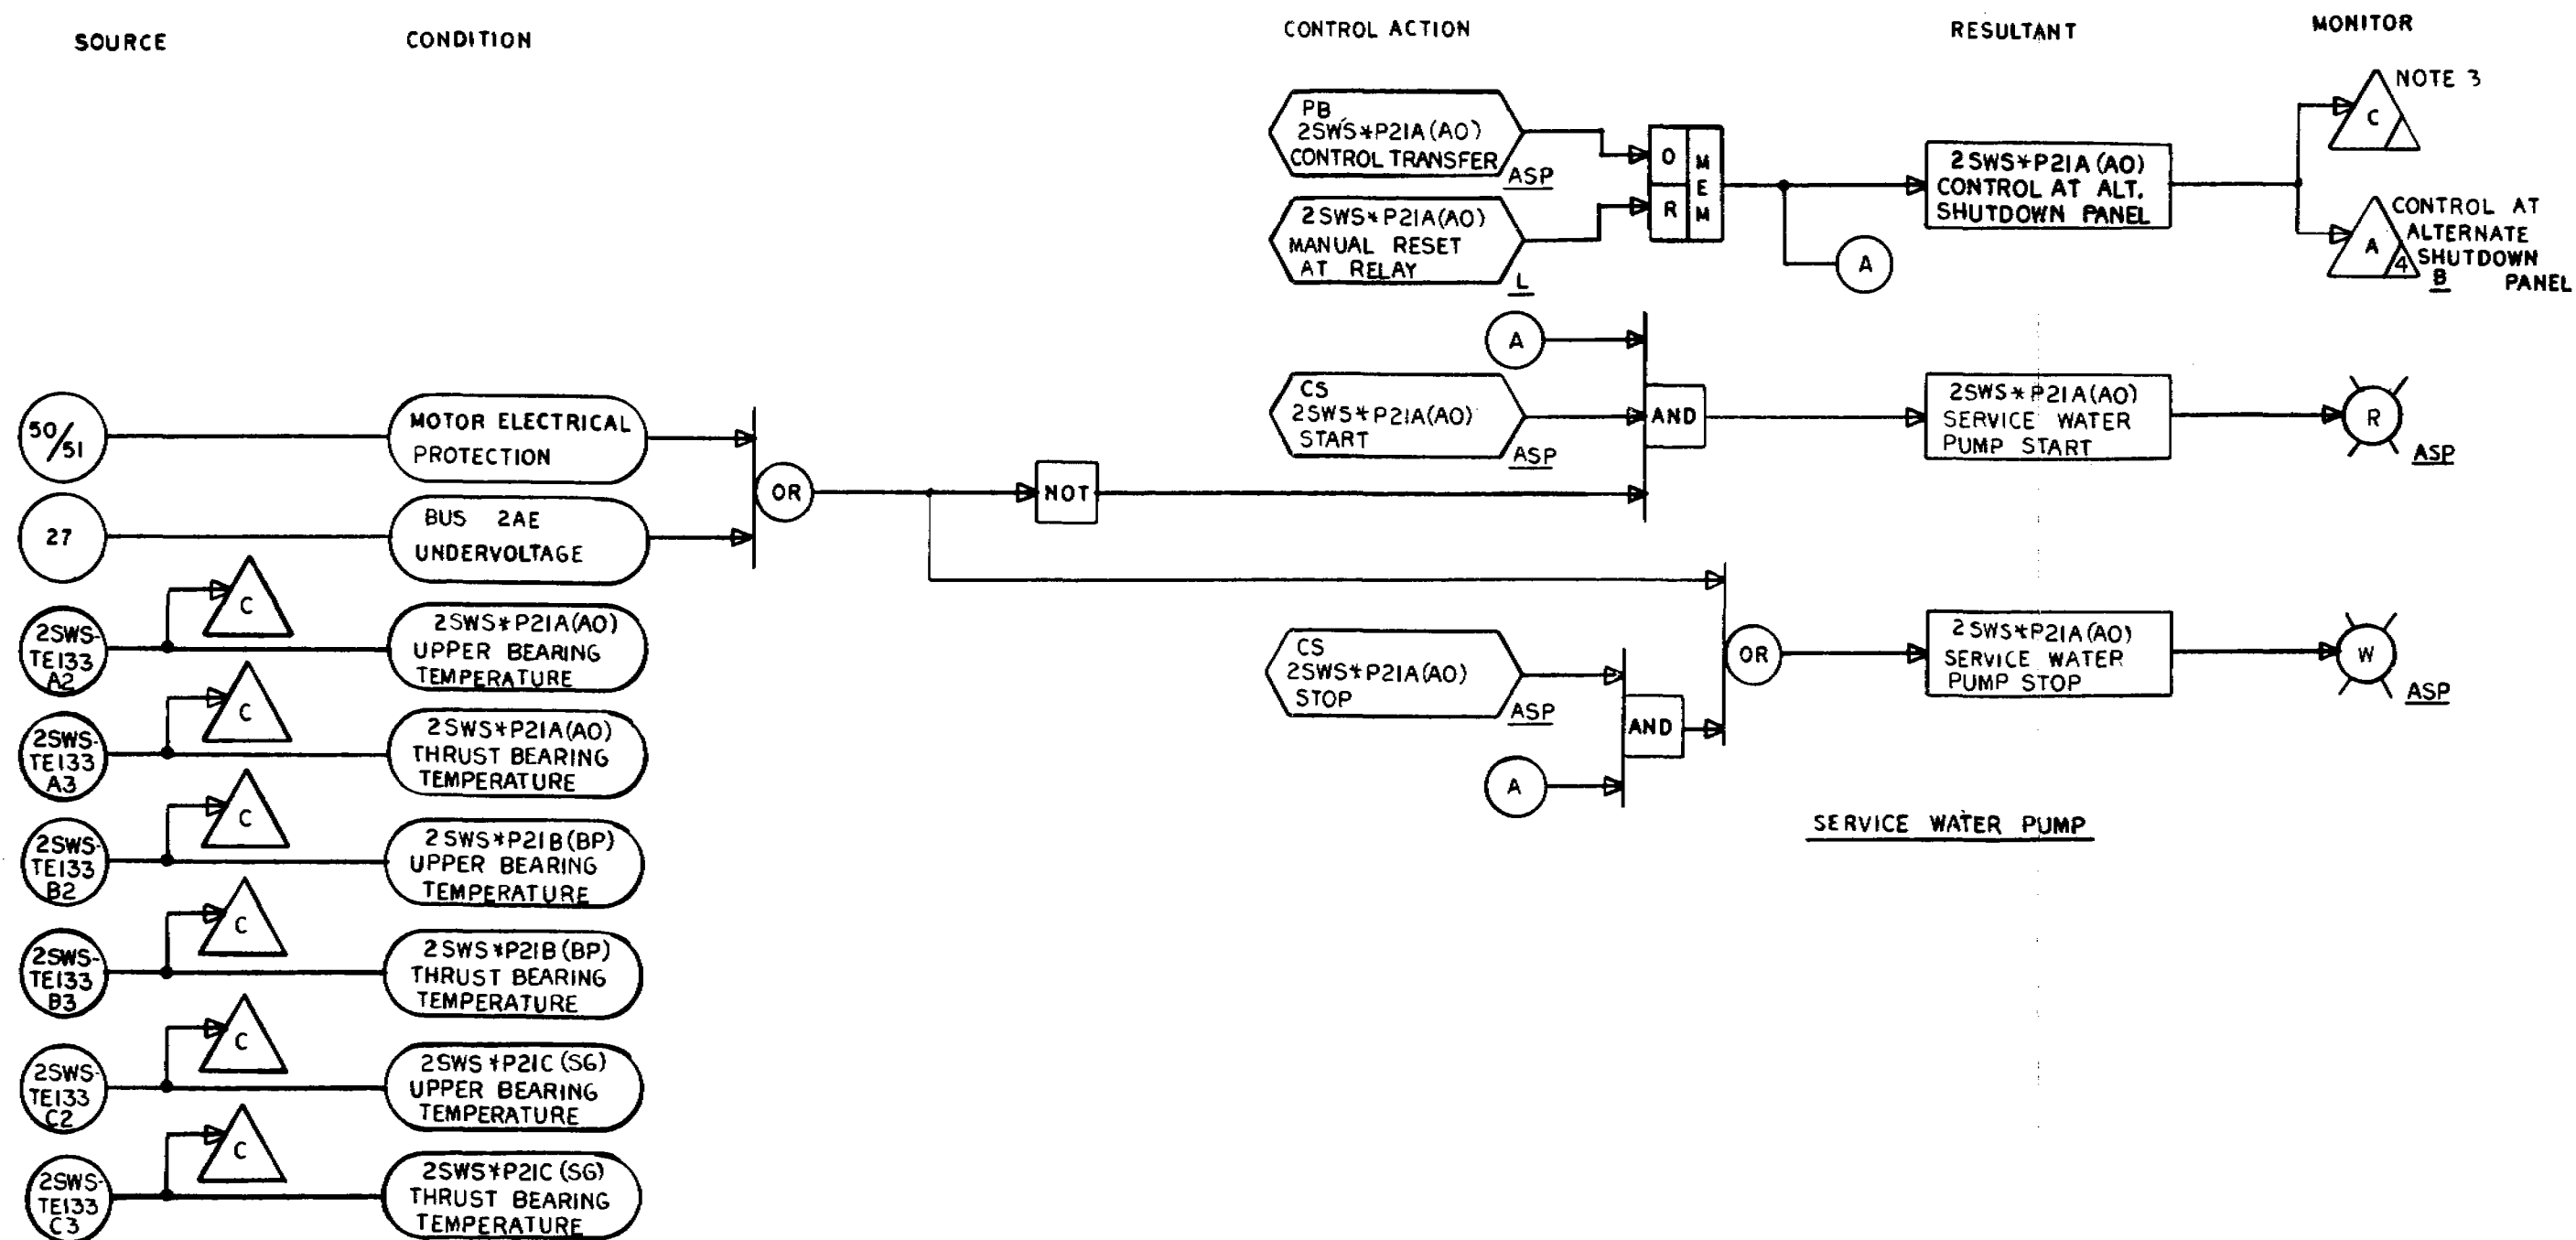 SOURCE
CONDITION
CONTROL ACTION
RESULTANT
MONITOR
PB
2SWS*P21A(AO)
CONTROL TRANSFER
ASP
2SWS*P21A(AO)
MANUAL RESET
AT RELAY
L
O
R
M
E
M
A
2SWS*P21A(AO)
CONTROL AT ALT.
SHUTDOWN PANEL
C
NOTE 3
A
4
CONTROL AT
ALTERNATE
SHUTDOWN
PANEL
B
A
CS
2SWS*P21A(AO)
START
ASP
AND
2SWS*P21A(AO)
SERVICE WATER
PUMP START
R
ASP
50/51
MOTOR ELECTRICAL
PROTECTION
27
BUS 2AE
UNDERVOLTAGE
OR
NOT
CS
2SWS*P21A(AO)
STOP
ASP
A
AND
OR
2SWS*P21A(AO)
SERVICE WATER
PUMP STOP
W
ASP
SERVICE WATER PUMP
C
2SWS-
TE133
A2
2SWS*P21A(AO)
UPPER BEARING
TEMPERATURE
C
2SWS-
TE133
A3
2SWS*P21A(AO)
THRUST BEARING
TEMPERATURE
C
2SWS-
TE133
B2
2SWS*P21B(BP)
UPPER BEARING
TEMPERATURE
C
2SWS-
TE133
B3
2SWS*P21B(BP)
THRUST BEARING
TEMPERATURE
C
2SWS-
TE133
C2
2SWS*P21C(SG)
UPPER BEARING
TEMPERATURE
C
2SWS-
TE133
C3
2SWS*P21C(SG)
THRUST BEARING
TEMPERATURE